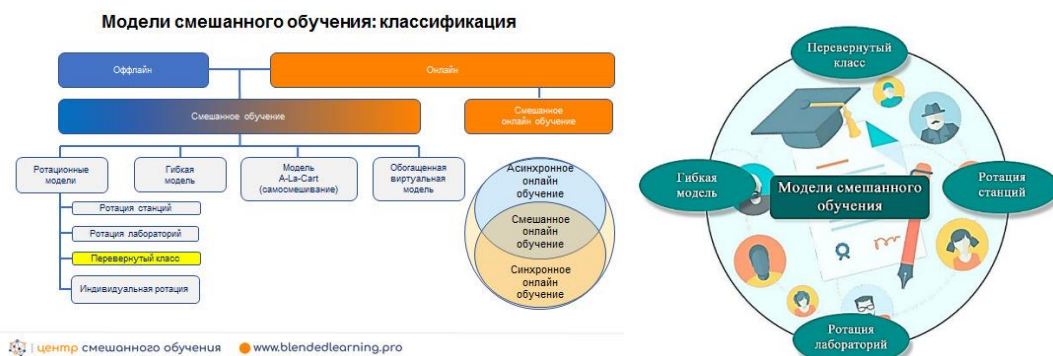 Модели смешанного обучения: классификация
Оффлайн
Онлайн
Смешанное обучение
Смешанное
онлайн обучение
Ротационные
модели
Гибкая
модель
Модель
A-La-Cart
(самосмешивание)
Обогащенная
виртуальная
модель
Ротация станций
Ротация лабораторий
Перевернутый класс
Индивидуальная ротация
Асинхронное
онлайн
обучение
Смешанное
онлайн
обучение
Синхронное
онлайн
обучение
центр смешанного обучения
www.blendedlearning.pro
Перевернутый
класс
Гибкая
модель
Модели смешанного
обучения
Ротация
станций
Ротация
лабораторий